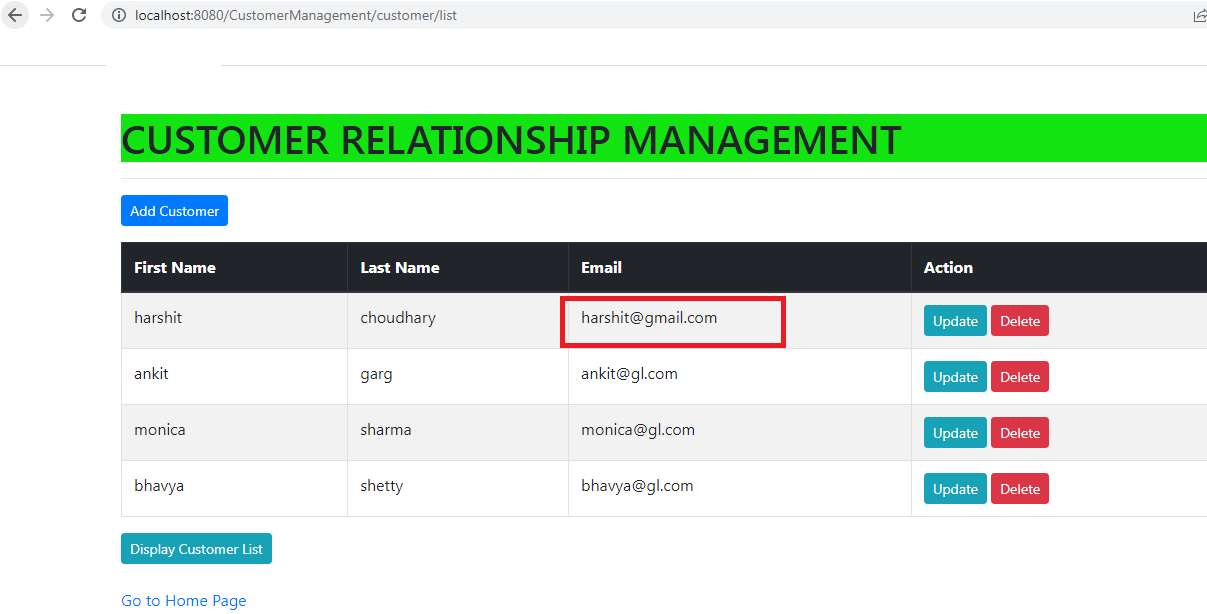 localhost:8080/CustomerManagement/customer/list
CUSTOMER RELATIONSHIP MANAGEMENT
Add Customer
First Name Last Name Email Action
harshit choudhary harshit@gmail.com Update Delete
ankit garg ankit@gl.com Update Delete
monica sharma monica@gl.com Update Delete
bhavya shetty bhavya@gl.com Update Delete
Display Customer List
Go to Home Page